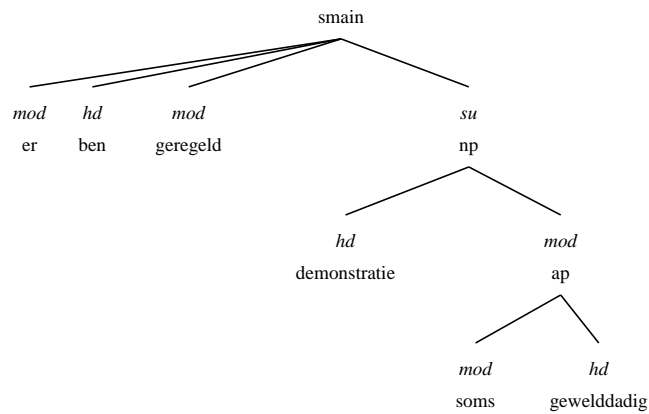 smain
mod hd mod su
er ben geregeld np
hd mod
demonstratie ap
mod hd
soms gewelddadig